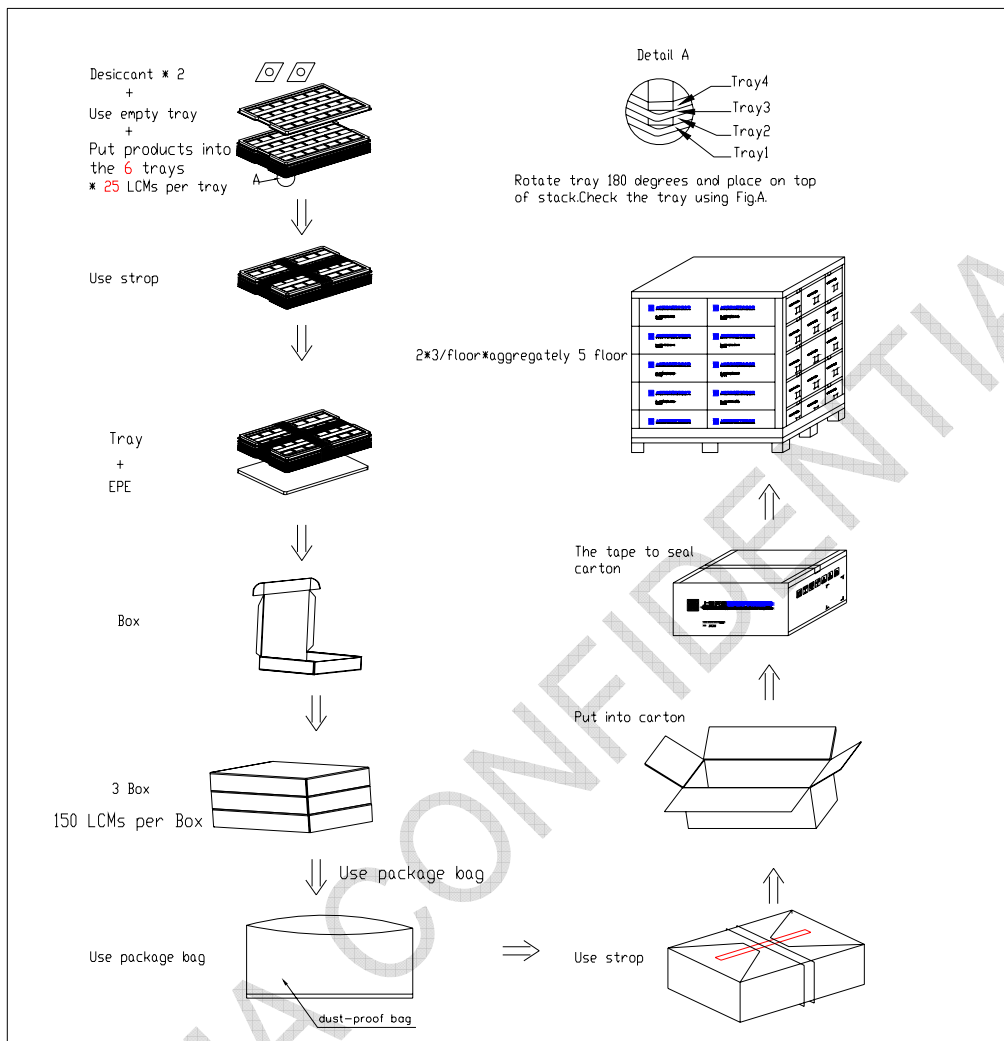 Desiccant * 2
+
Use empty tray
+
Put products into
the 6 trays
* 25 LCMs per tray
A
Use strop
Tray
+
EPE
Box
3 Box
150 LCMs per Box
Use package bag
Use package bag
dust-proof bag
Use strop
Put into carton
The tape to seal
carton
2*3/floor*aggregately 5 floor
Detail A
Tray4
Tray3
Tray2
Tray1
Rotate tray 180 degrees and place on top
of stack.Check the tray using Fig.A.
CONFIDENTIA